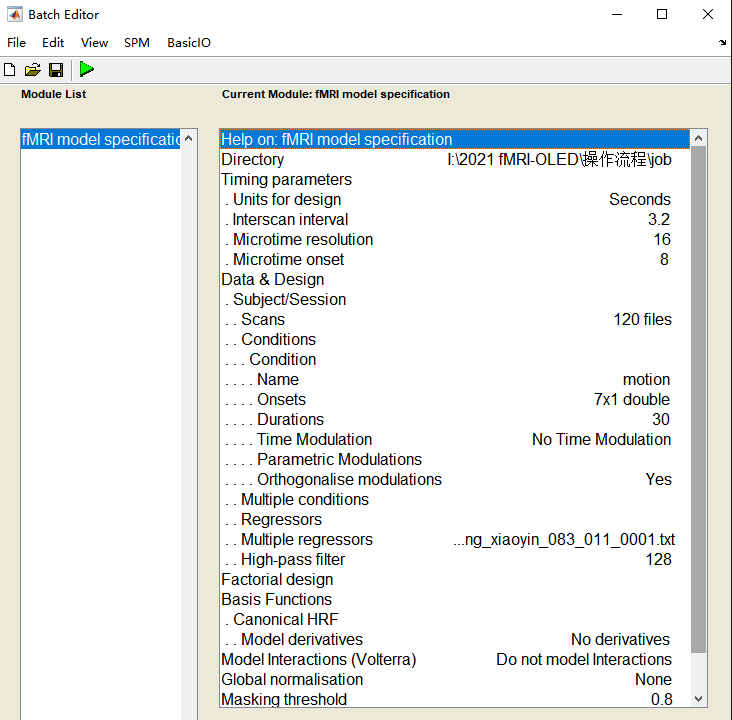 Batch Editor
File Edit View SPM BasicIO
Module List
Current Module: fMRI model specification
fMRI model specificatio
Help on: fMRI model specification
Directory I:\2021 fMRI-OLED\操作流程\job
Timing parameters
. Units for design Seconds
. Interscan interval 3.2
. Microtime resolution 16
. Microtime onset 8
Data & Design
. Subject/Session
. . Scans 120 files
. . Conditions
. . . Condition
. . . . Name motion
. . . . Onsets 7x1 double
. . . . Durations 30
. . . . Time Modulation No Time Modulation
. . . . Parametric Modulations
. . . . Orthogonalise modulations Yes
. . Multiple conditions
. . Regressors
. . Multiple regressors ...ng_xiaoyin_083_011_0001.txt
. . High-pass filter 128
Factorial design
Basis Functions
. Canonical HRF
. . Model derivatives No derivatives
Model Interactions (Volterra) Do not model Interactions
Global normalisation None
Masking threshold 0.8